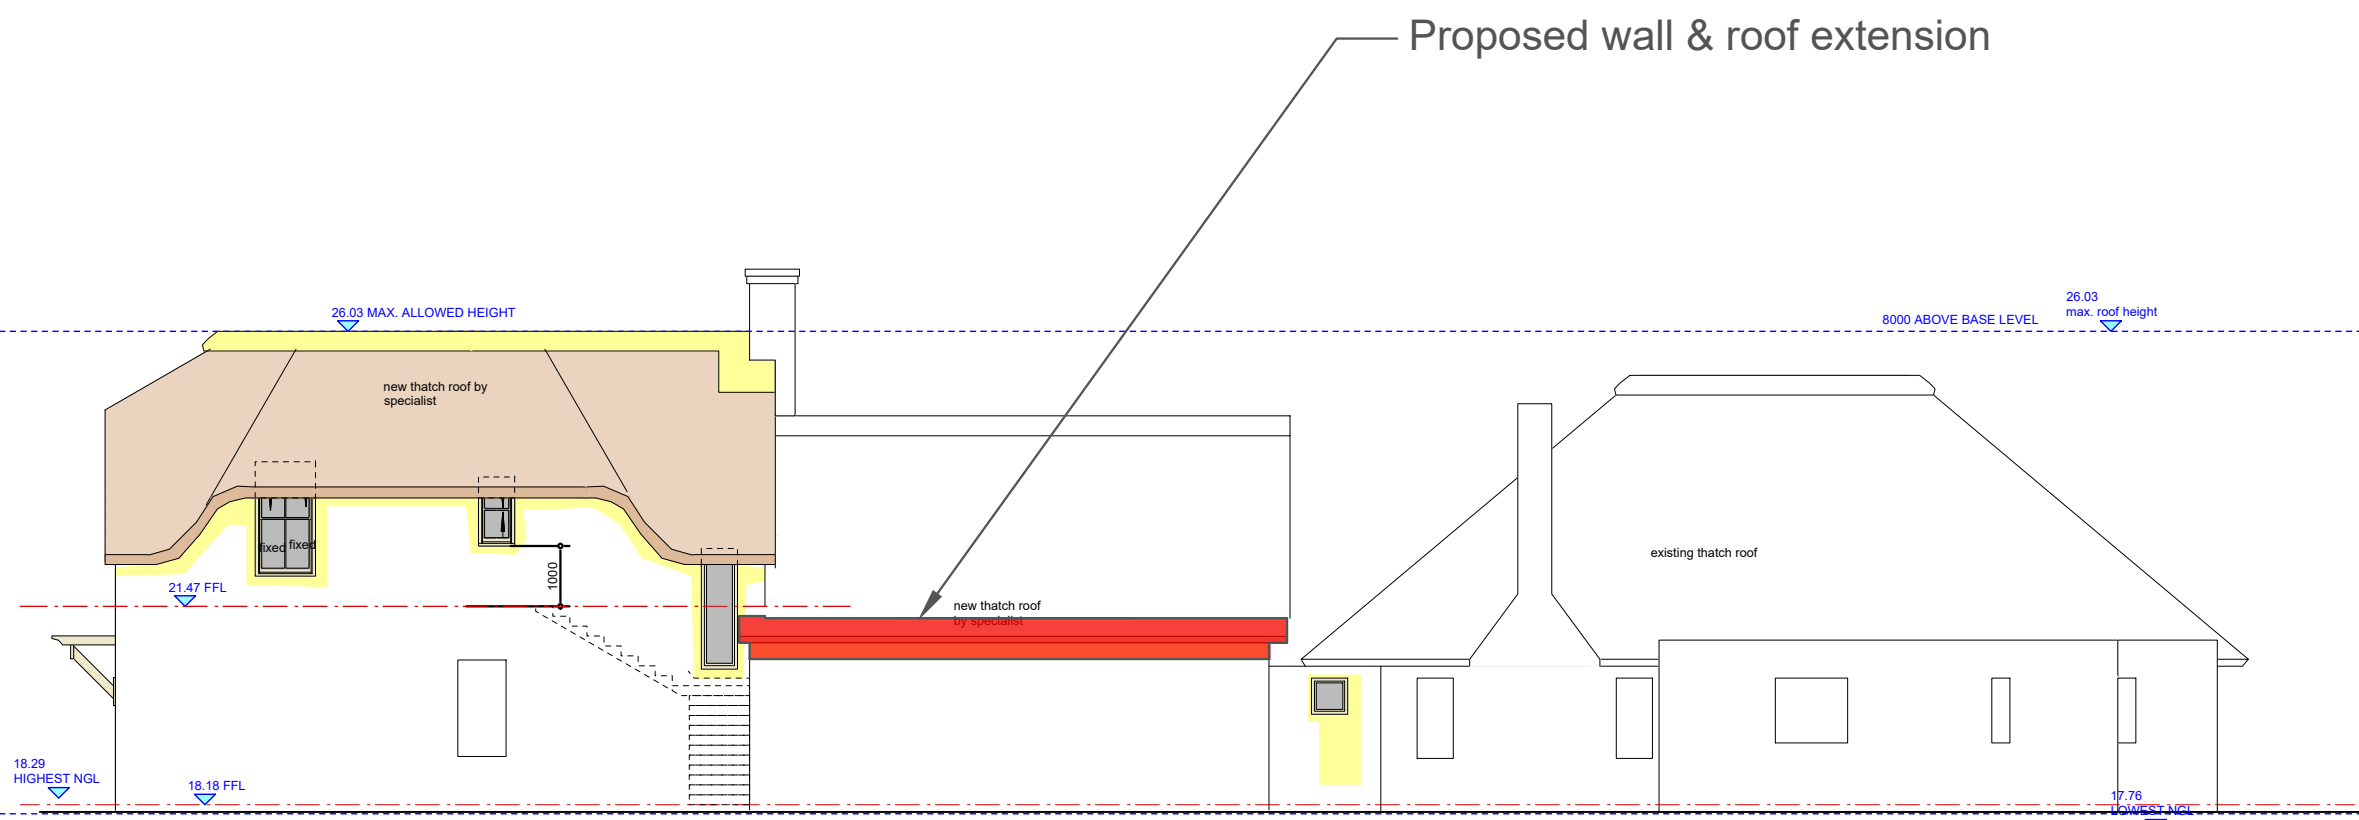 Proposed wall & roof extension
26.03 MAX. ALLOWED HEIGHT
26.03
max. roof height
8000 ABOVE BASE LEVEL
new thatch roof by
specialist
fixed fixed
1000
existing thatch roof
21.47 FFL
new thatch roof
by specialist
18.29
HIGHEST NGL
18.18 FFL
17.76
LOWEST NGL